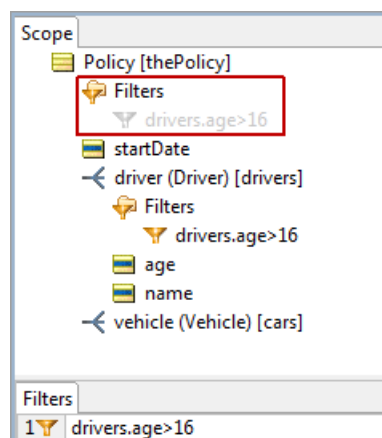 Scope
Policy [thePolicy]
Filters
drivers.age>16
startDate
driver (Driver) [drivers]
Filters
drivers.age>16
age
name
vehicle (Vehicle) [cars]
Filters
1 drivers.age>16